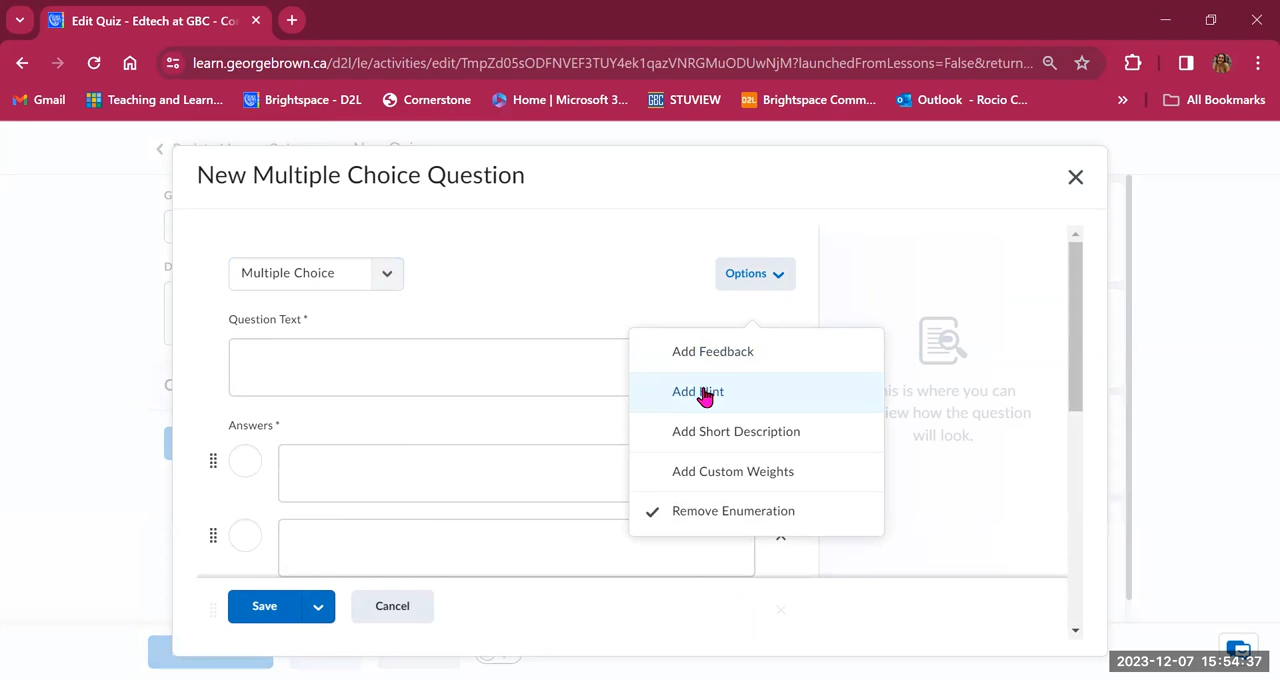 Edit Quiz - Edtech at GBC - Co
learn.georgebrown.ca/d2l/le/activities/edit/TmpZd05sODFNVEF3TUY4ek1qazVNRGMuODUwNjM?launchedFromLessons=False&return...
Gmail
Teaching and Learn...
Brightspace - D2L
Cornerstone
Home | Microsoft 3...
STUVIEW
Brightspace Comm...
Outlook - Rocio C...
»
All Bookmarks
New Multiple Choice Question
Multiple Choice
Options
Question Text *
Add Feedback
Add Hint
Add Short Description
Add Custom Weights
Remove Enumeration
is is where you can
view how the question
will look.
Answers *
Save
Cancel
2023-12-07 15:54:37